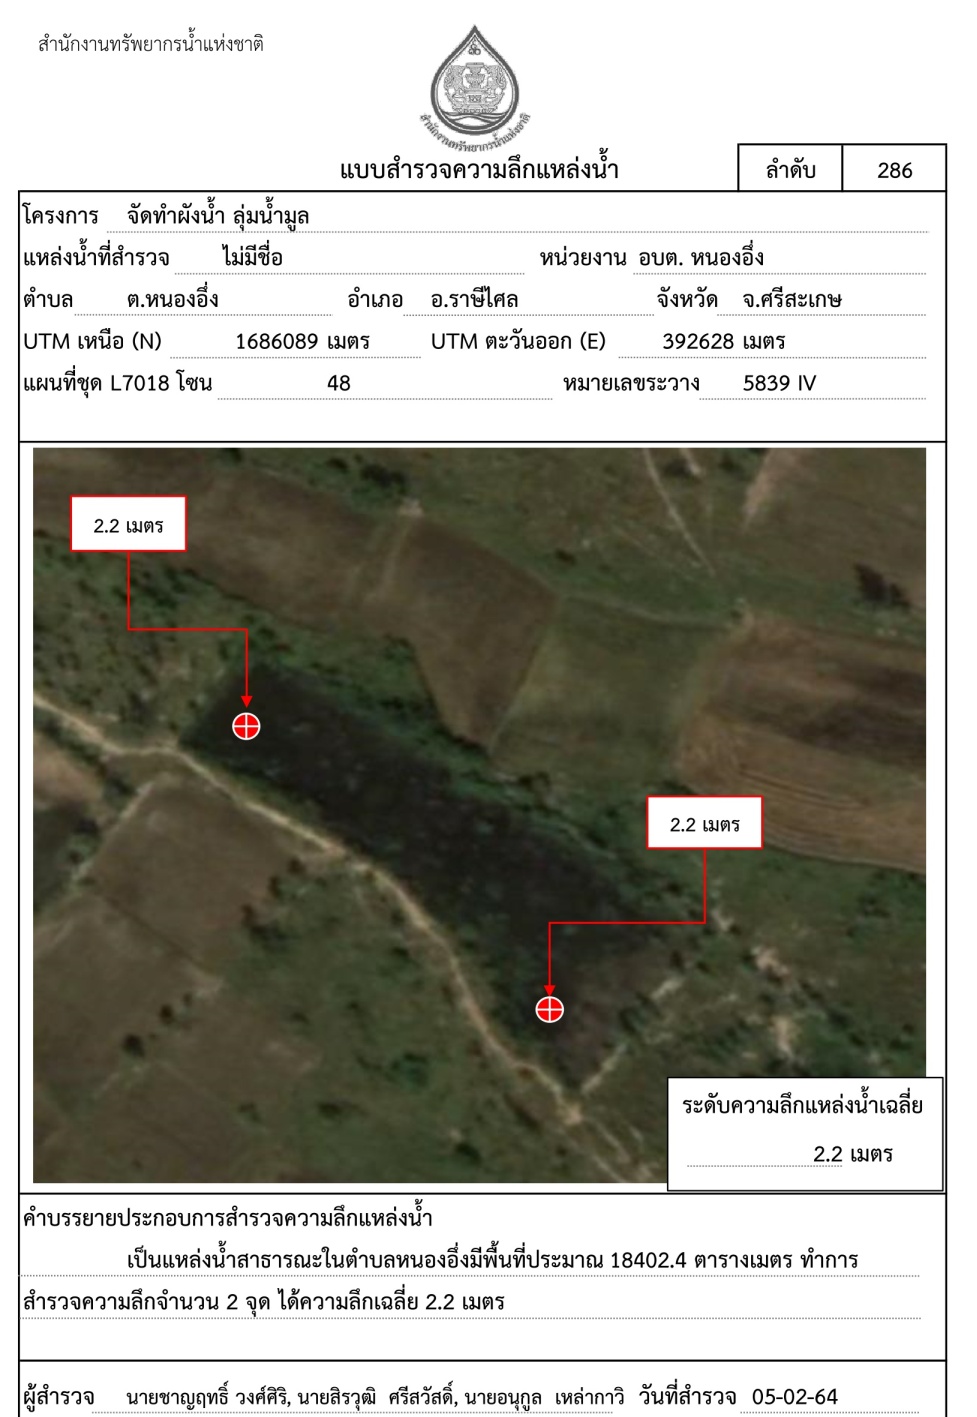 สำนักงานทรัพยากรน้ำแห่งชาติ
สำนักงานทรัพยากรน้ำแห่งชาติ
แบบสำรวจความลึกแหล่งน้ำ ลำดับ 286
โครงการ จัดทำผังน้ำ ลุ่มน้ำมูล
แหล่งน้ำที่สำรวจ ไม่มีชื่อ หน่วยงาน อบต. หนองอึ่ง
ตำบล ต.หนองอึ่ง อำเภอ อ.ราษีไศล จังหวัด จ.ศรีสะเกษ
UTM เหนือ (N) 1686089 เมตร UTM ตะวันออก (E) 392628 เมตร
แผนที่ชุด L7018 โซน 48 หมายเลขระวาง 5839 IV
2.2 เมตร
2.2 เมตร
ระดับความลึกแหล่งน้ำเฉลี่ย
2.2 เมตร
คำบรรยายประกอบการสำรวจความลึกแหล่งน้ำ
เป็นแหล่งน้ำสาธารณะในตำบลหนองอึ่งมีพื้นที่ประมาณ 18402.4 ตารางเมตร ทำการ
สำรวจความลึกจำนวน 2 จุด ได้ความลึกเฉลี่ย 2.2 เมตร
ผู้สำรวจ นายชาญฤทธิ์ วงศ์ศิริ, นายสิรวุฒิ ศรีสวัสดิ์, นายอนุกูล เหล่ากาวิ วันที่สำรวจ 05-02-64